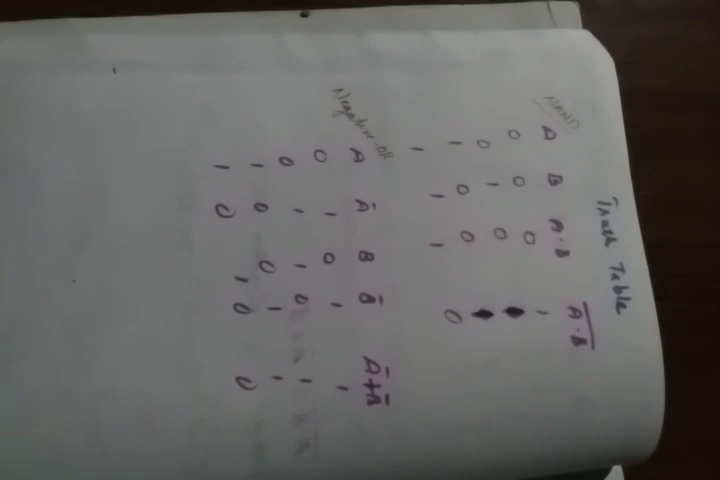 Truth Table
NAND
A B A·B \overline{A·B}
0 0 0 1
0 1 0
1 0 0
1 1 1 0
Negative-OR
A Ā B B̄ Ā+B̄
0 1 0 1 1
0 1 1 0 1
1 0 0 1 1
1 0 1 0 0